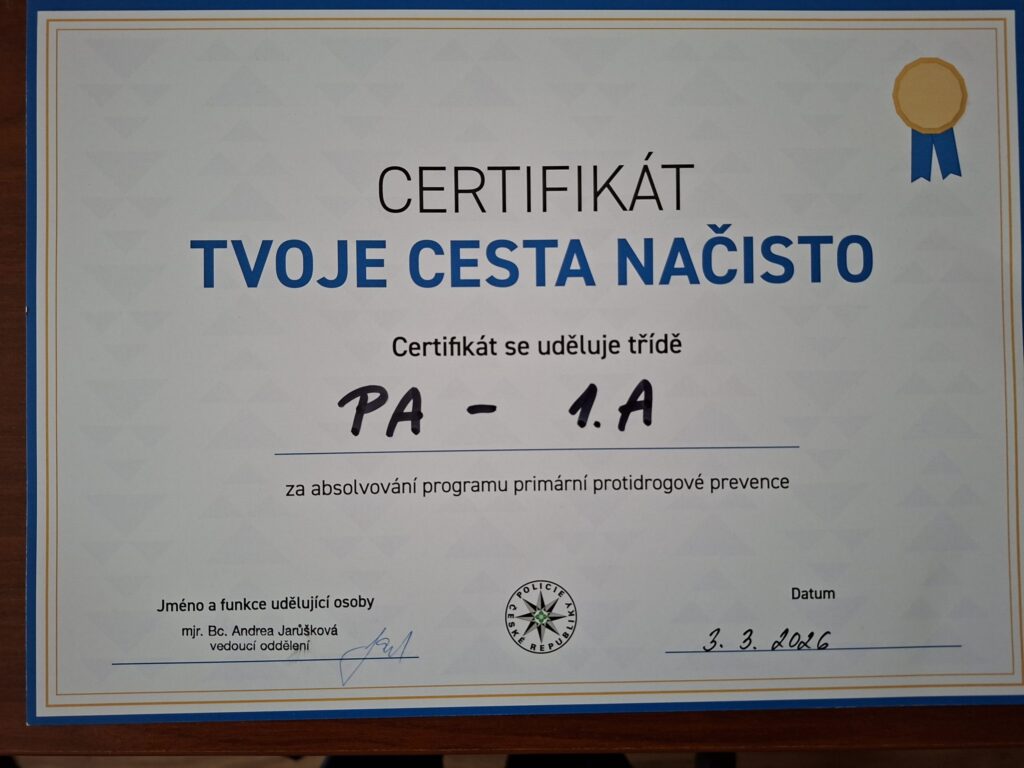 CERTIFIKÁT
TVOJE CESTA NAČISTO
Certifikát se uděluje třídě
PA - 1.A
za absolvování programu primární protidrogové prevence
Jméno a funkce udělující osoby
mjr. Bc. Andrea Jarůšková
vedoucí oddělení
POLICIE ČESKÉ REPUBLIKY
Datum
3. 3. 2026